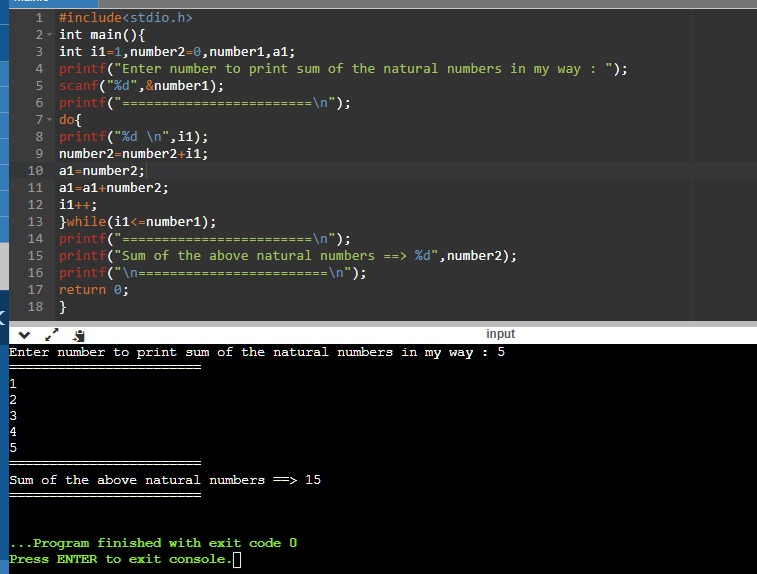 1 #include<stdio.h>
2 int main(){
3 int i1=1,number2=0,number1,a1;
4 printf("Enter number to print sum of the natural numbers in my way : ");
5 scanf("%d",&number1);
6 printf("========================\n");
7 do{
8 printf("%d \n",i1);
9 number2=number2+i1;
10 a1=number2;
11 a1=a1+number2;
12 i1++;
13 }while(i1<=number1);
14 printf("========================\n");
15 printf("Sum of the above natural numbers ==> %d",number2);
16 printf("\n========================\n");
17 return 0;
18 }
input
Enter number to print sum of the natural numbers in my way : 5
========================
1
2
3
4
5
========================
Sum of the above natural numbers ==> 15
========================
...Program finished with exit code 0
Press ENTER to exit console.